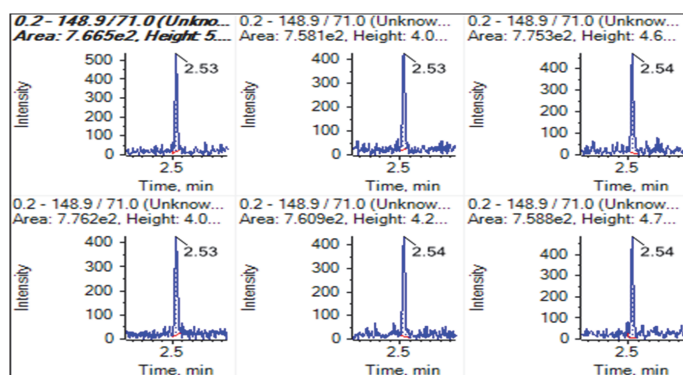 0.2 - 148.9 / 71.0 (Unkno...
Area: 7.665e2, Height: 5....
500
400
300
200
100
0
Intensity
2.53
2.5
Time, min
0.2 - 148.9 / 71.0 (Unknow...
Area: 7.581e2, Height: 4.0...
400
300
200
100
0
Intensity
2.53
2.5
Time, min
0.2 - 148.9 / 71.0 (Unknow...
Area: 7.753e2, Height: 4.6...
400
300
200
100
0
Intensity
2.54
2.5
Time, min
0.2 - 148.9 / 71.0 (Unknow...
Area: 7.762e2, Height: 4.0...
400
300
200
100
0
Intensity
2.53
2.5
Time, min
0.2 - 148.9 / 71.0 (Unknow...
Area: 7.609e2, Height: 4.2...
400
300
200
100
0
Intensity
2.54
2.5
Time, min
0.2 - 148.9 / 71.0 (Unknow...
Area: 7.588e2, Height: 4.7...
400
300
200
100
0
Intensity
2.54
2.5
Time, min